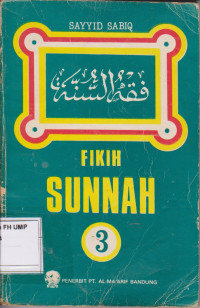 SAYYID SABIQ
فقه السنة
FIKIH
SUNNAH
3
FH UMP
PENERBIT PT. AL-MA'ARIF BANDUNG